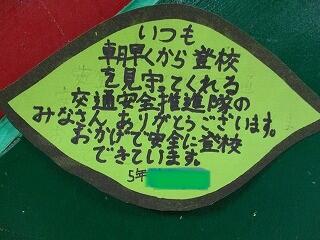 いつも
朝早くから登校
を見守ってくれる
交通安全推進隊の
みなさんありがとうございます。
おかげで安全に登校
できています。
5年